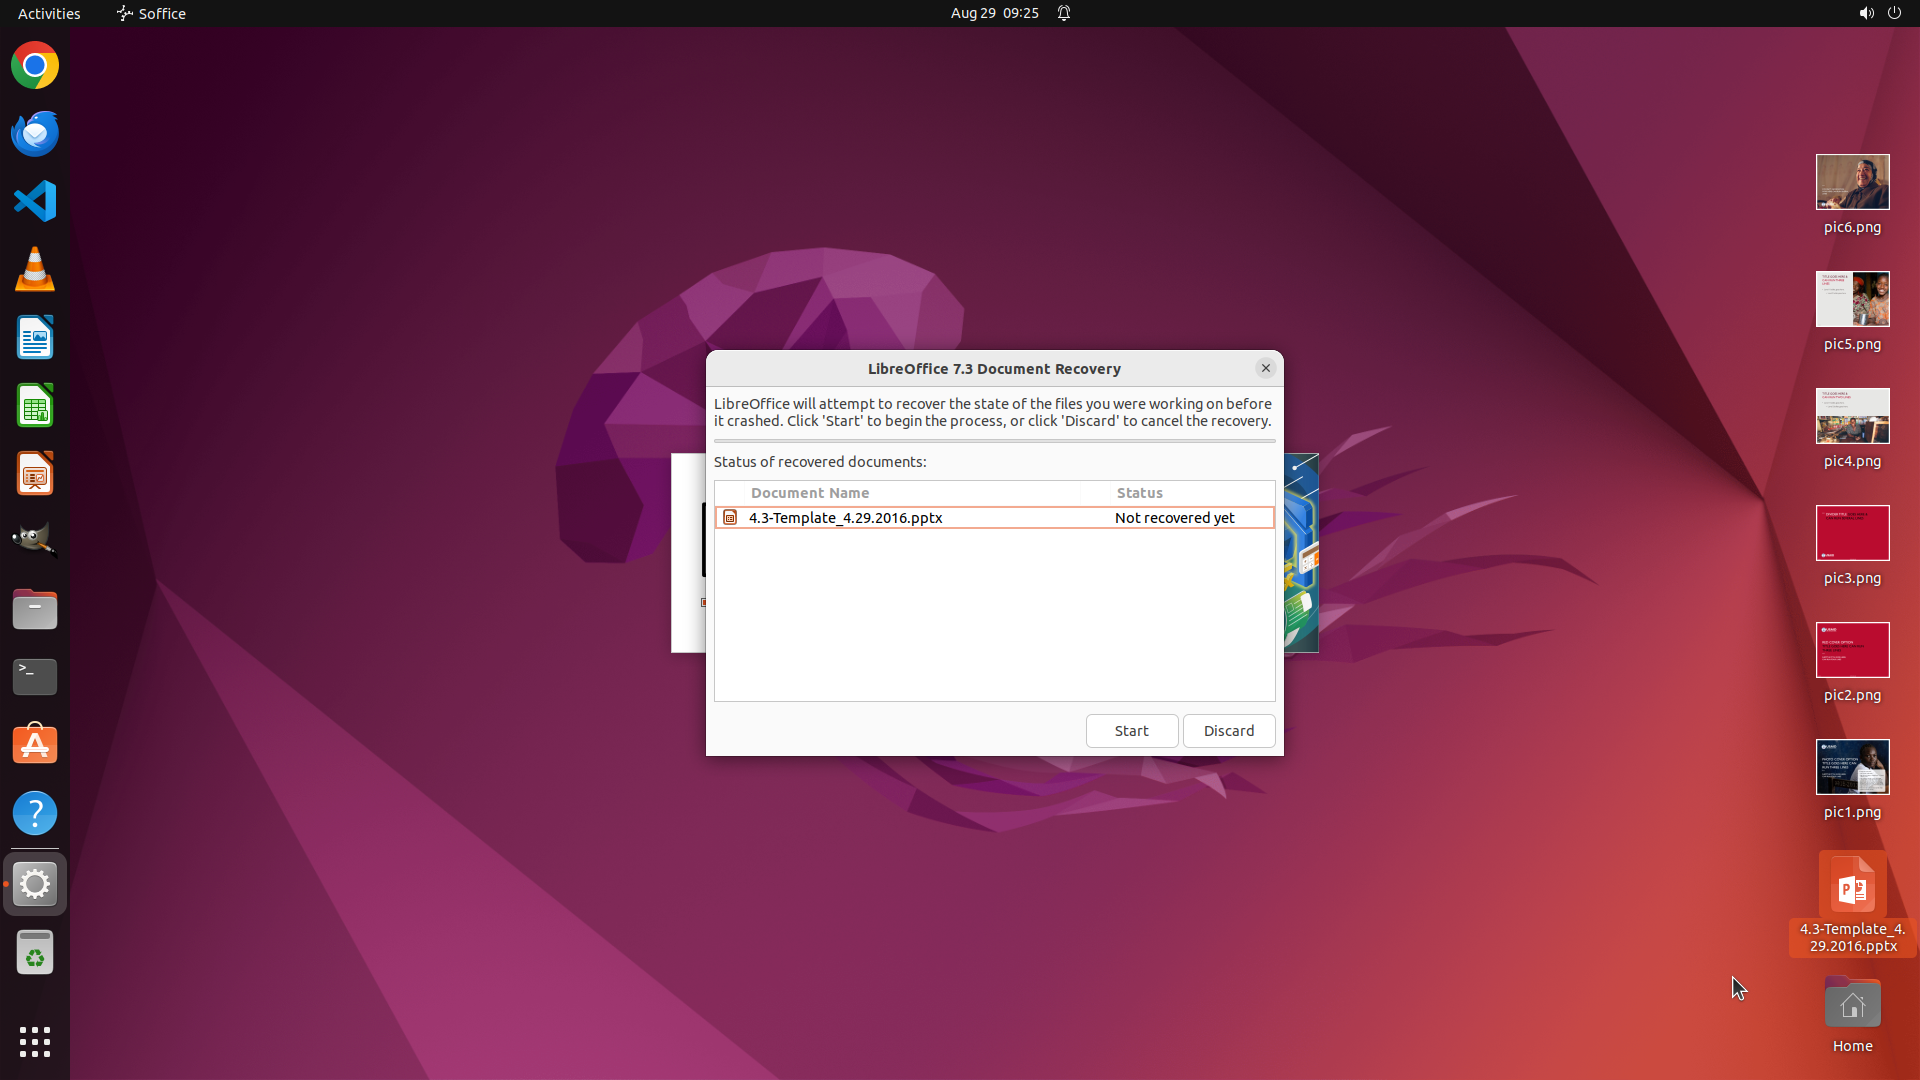 Activities
Soffice
Aug 29 09:25
LibreOffice 7.3 Document Recovery
LibreOffice will attempt to recover the state of the files you were working on before
it crashed. Click 'Start' to begin the process, or click 'Discard' to cancel the recovery.
Status of recovered documents:
Document Name Status
4.3-Template_4.29.2016.pptx Not recovered yet
Start Discard
pic6.png
pic5.png
pic4.png
pic3.png
pic2.png
pic1.png
4.3-Template_4.
29.2016.pptx
Home